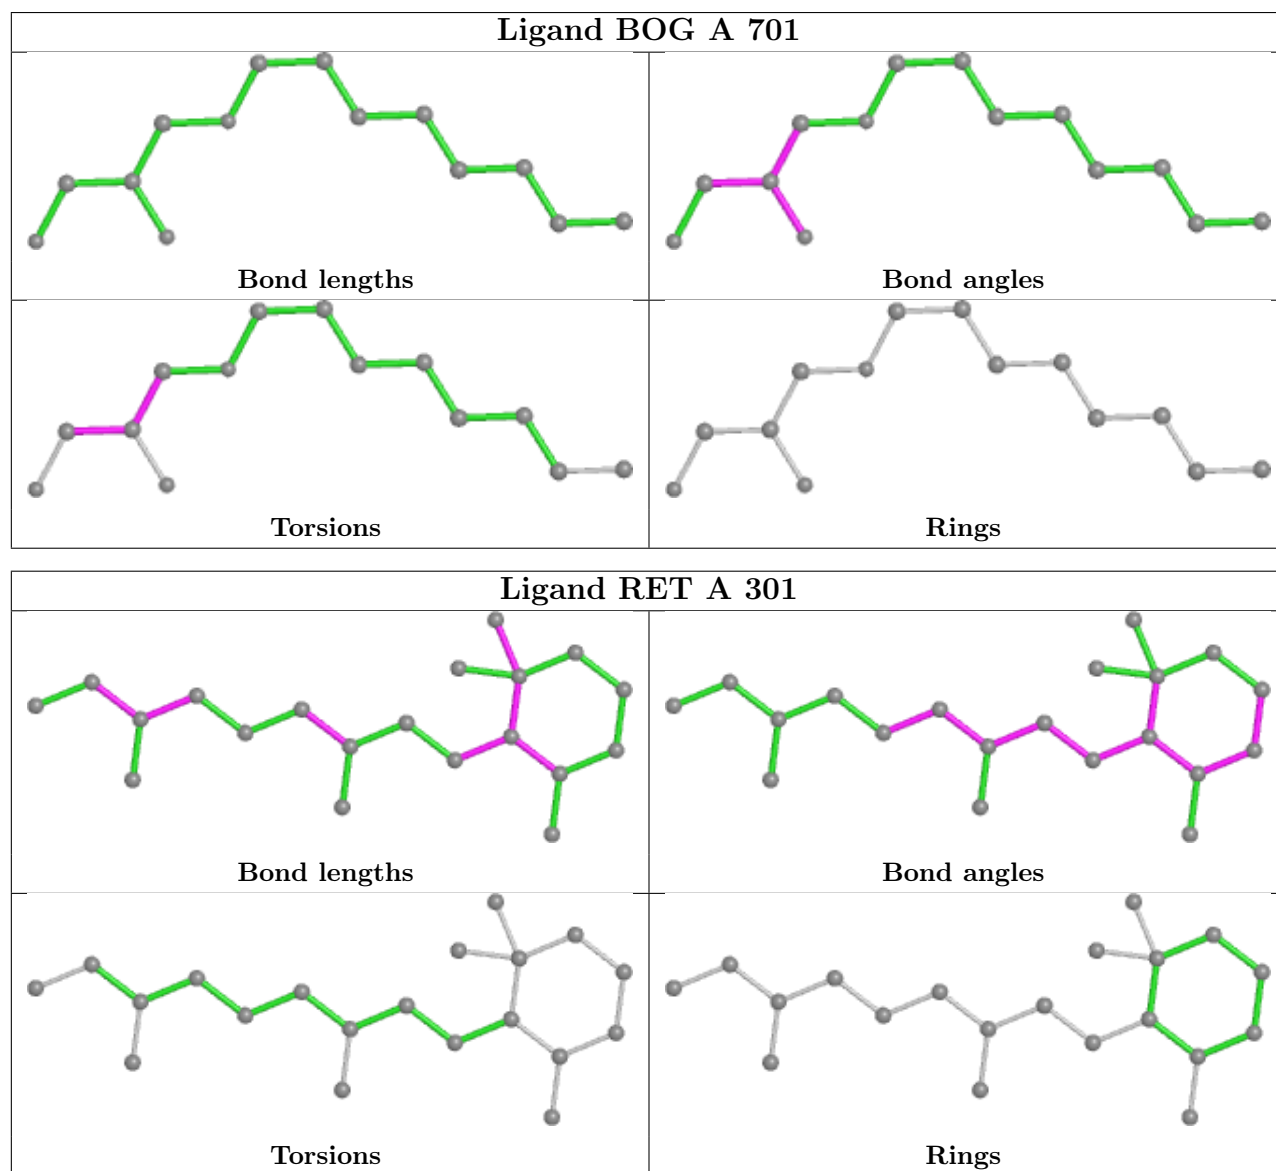 Ligand BOG A 701
Bond lengths
Bond angles
Torsions
Rings
Ligand RET A 301
Bond lengths
Bond angles
Torsions
Rings